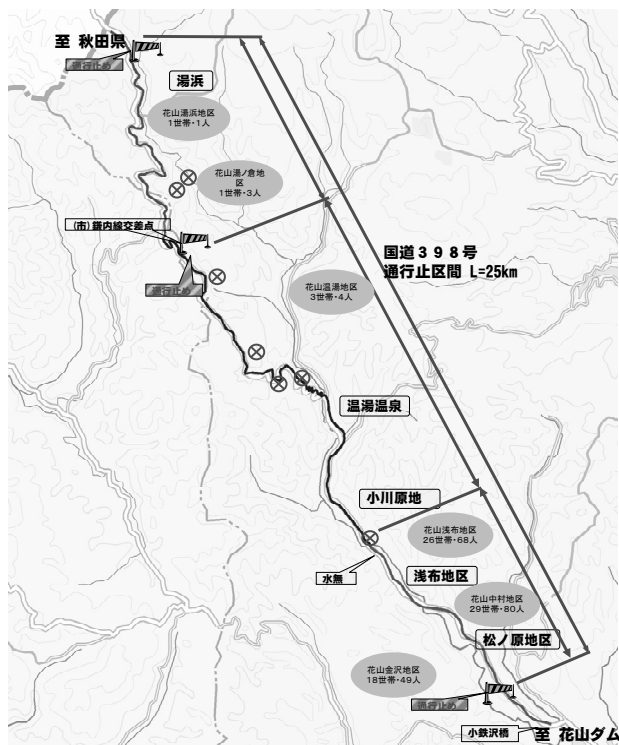 至 秋田県
通行止め
湯浜
花山湯浜地区
1世帯・1人
花山湯ノ倉地
区
1世帯・3人
(市)鎌内線交差点
通行止め
国道３９８号
通行止区間 L=25km
花山温湯地区
3世帯・4人
温湯温泉
小川原地
花山浅布地区
26世帯・68人
水無
浅布地区
花山中村地区
29世帯・80人
松ノ原地区
花山金沢地区
18世帯・49人
通行止め
小鉄沢橋
至 花山ダム